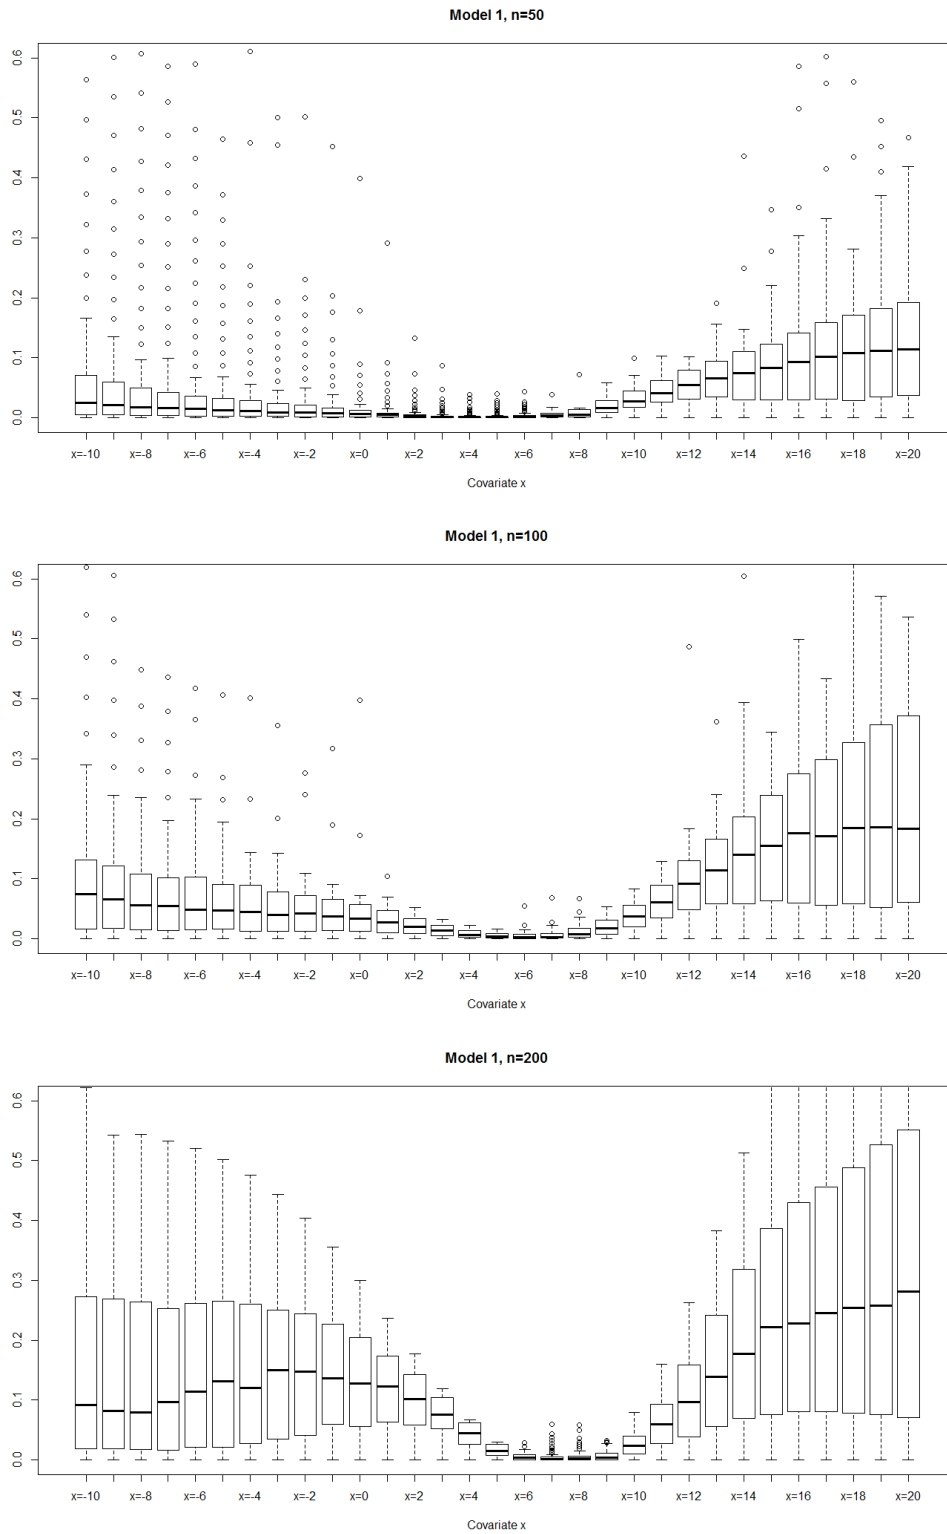 Model 1, n=50
0.6
0.5
0.4
0.3
0.2
0.1
0.0
x=-10 x=-8 x=-6 x=-4 x=-2 x=0 x=2 x=4 x=6 x=8 x=10 x=12 x=14 x=16 x=18 x=20
Covariate x
Model 1, n=100
0.6
0.5
0.4
0.3
0.2
0.1
0.0
x=-10 x=-8 x=-6 x=-4 x=-2 x=0 x=2 x=4 x=6 x=8 x=10 x=12 x=14 x=16 x=18 x=20
Covariate x
Model 1, n=200
0.6
0.5
0.4
0.3
0.2
0.1
0.0
x=-10 x=-8 x=-6 x=-4 x=-2 x=0 x=2 x=4 x=6 x=8 x=10 x=12 x=14 x=16 x=18 x=20
Covariate x